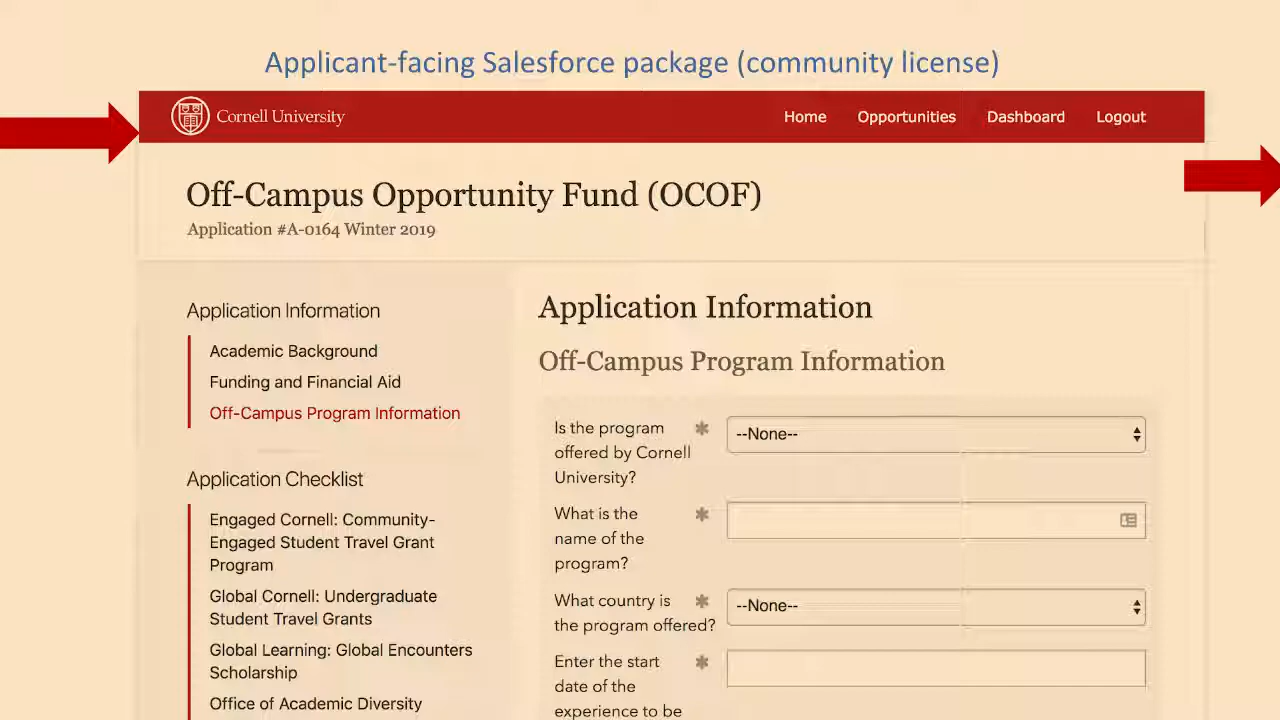 Applicant-facing Salesforce package (community license)
Cornell University
Home Opportunities Dashboard Logout
Off-Campus Opportunity Fund (OCOF)
Application #A-0164 Winter 2019
Application Information
Academic Background
Funding and Financial Aid
Off-Campus Program Information
Application Checklist
Engaged Cornell: Community-
Engaged Student Travel Grant
Program
Global Cornell: Undergraduate
Student Travel Grants
Global Learning: Global Encounters
Scholarship
Office of Academic Diversity
Application Information
Off-Campus Program Information
Is the program ✱
offered by Cornell
University?
--None--
What is the ✱
name of the
program?
What country is ✱
the program offered?
--None--
Enter the start ✱
date of the
experience to be